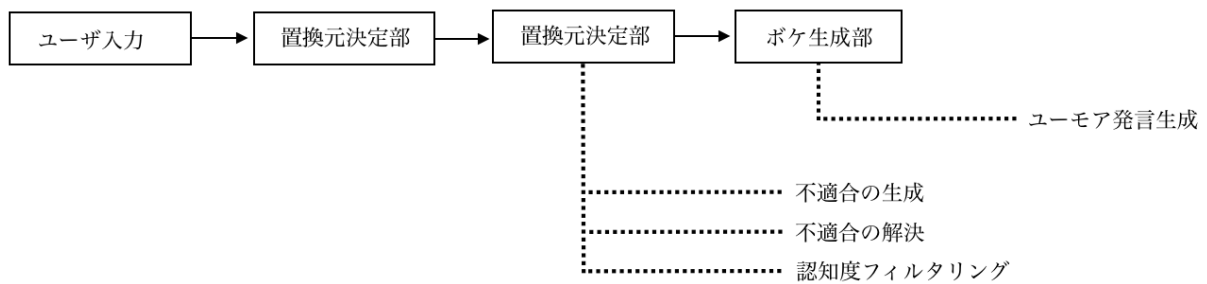 ユーザ入力
置換元決定部
置換元決定部
ボケ生成部
ユーモア発言生成
不適合の生成
不適合の解決
認知度フィルタリング